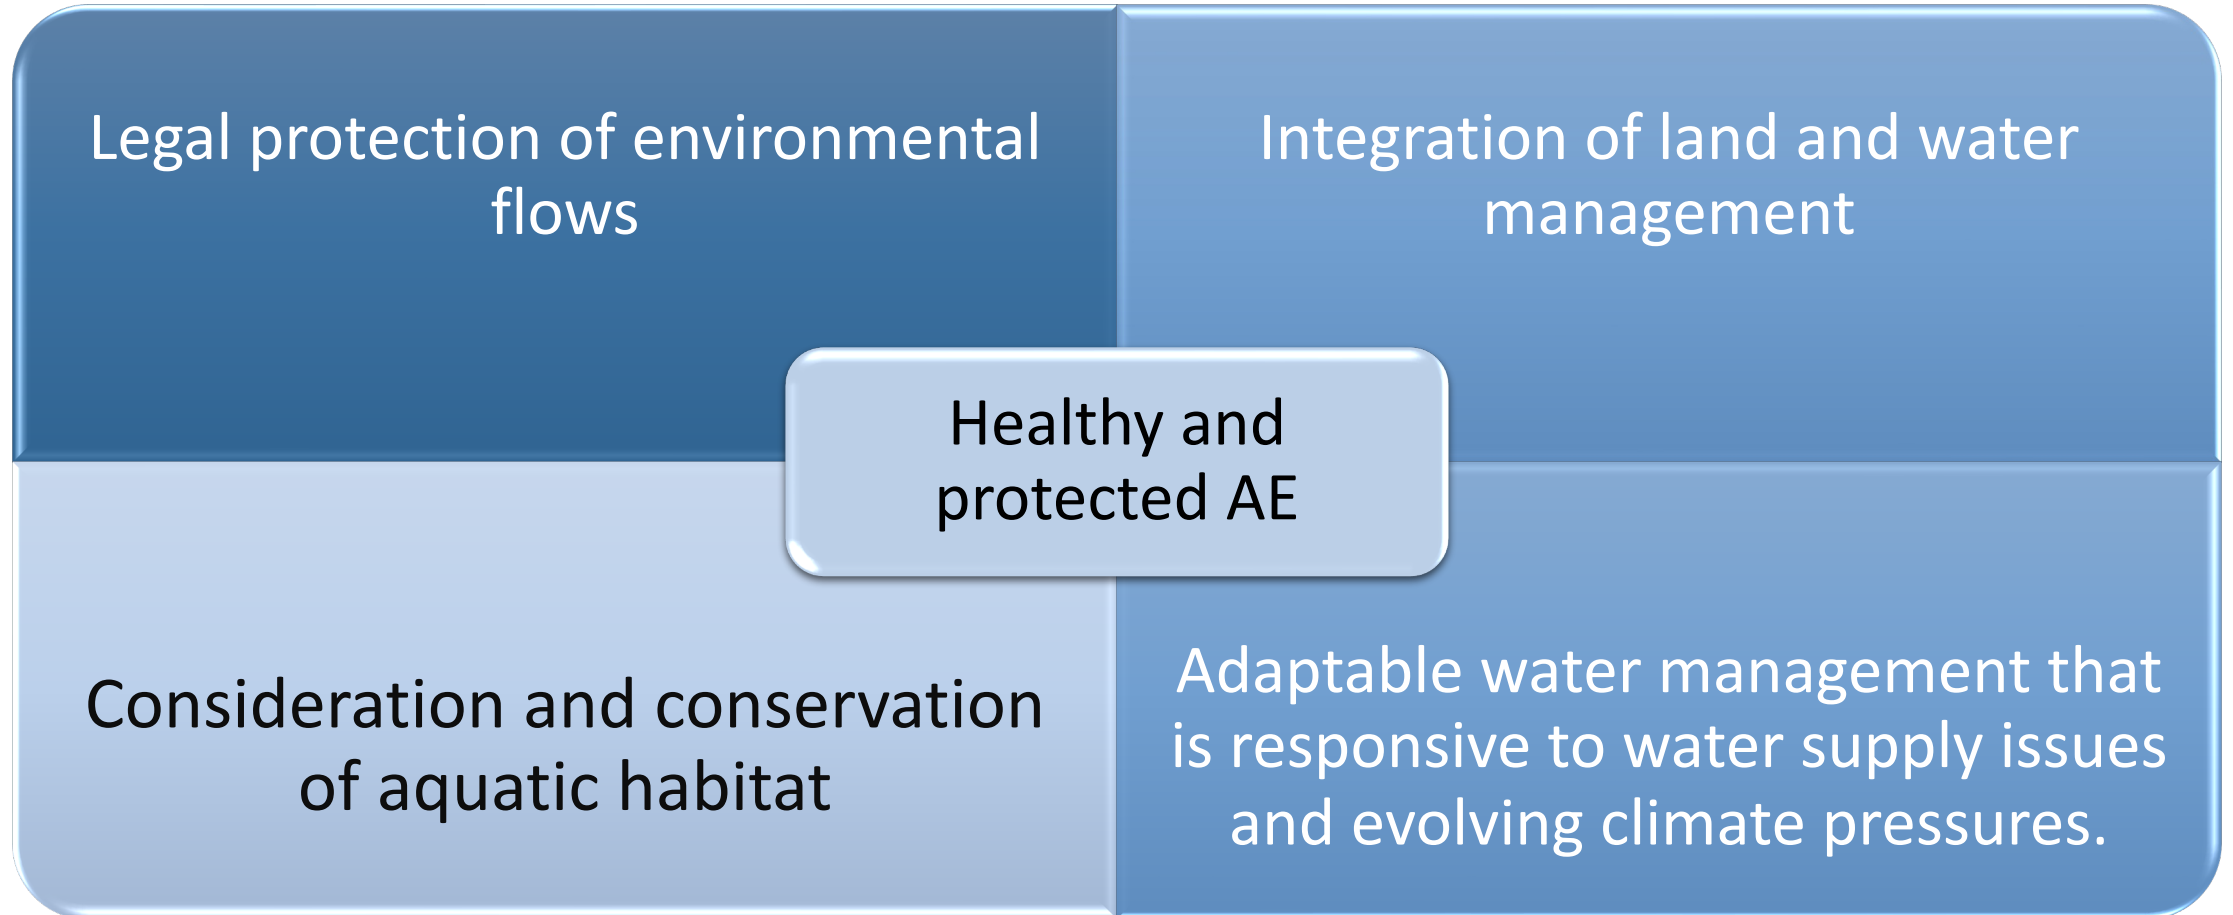 Legal protection of environmental
flows
Integration of land and water
management
Healthy and
protected AE
Consideration and conservation
of aquatic habitat
Adaptable water management that
is responsive to water supply issues
and evolving climate pressures.